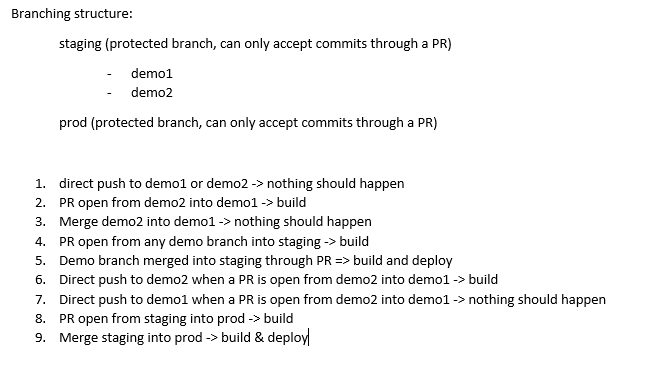 Branching structure:
staging (protected branch, can only accept commits through a PR)
- demo1
- demo2
prod (protected branch, can only accept commits through a PR)
1. direct push to demo1 or demo2 -> nothing should happen
2. PR open from demo2 into demo1 -> build
3. Merge demo2 into demo1 -> nothing should happen
4. PR open from any demo branch into staging -> build
5. Demo branch merged into staging through PR => build and deploy
6. Direct push to demo2 when a PR is open from demo2 into demo1 -> build
7. Direct push to demo1 when a PR is open from demo2 into demo1 -> nothing should happen
8. PR open from staging into prod -> build
9. Merge staging into prod -> build & deploy